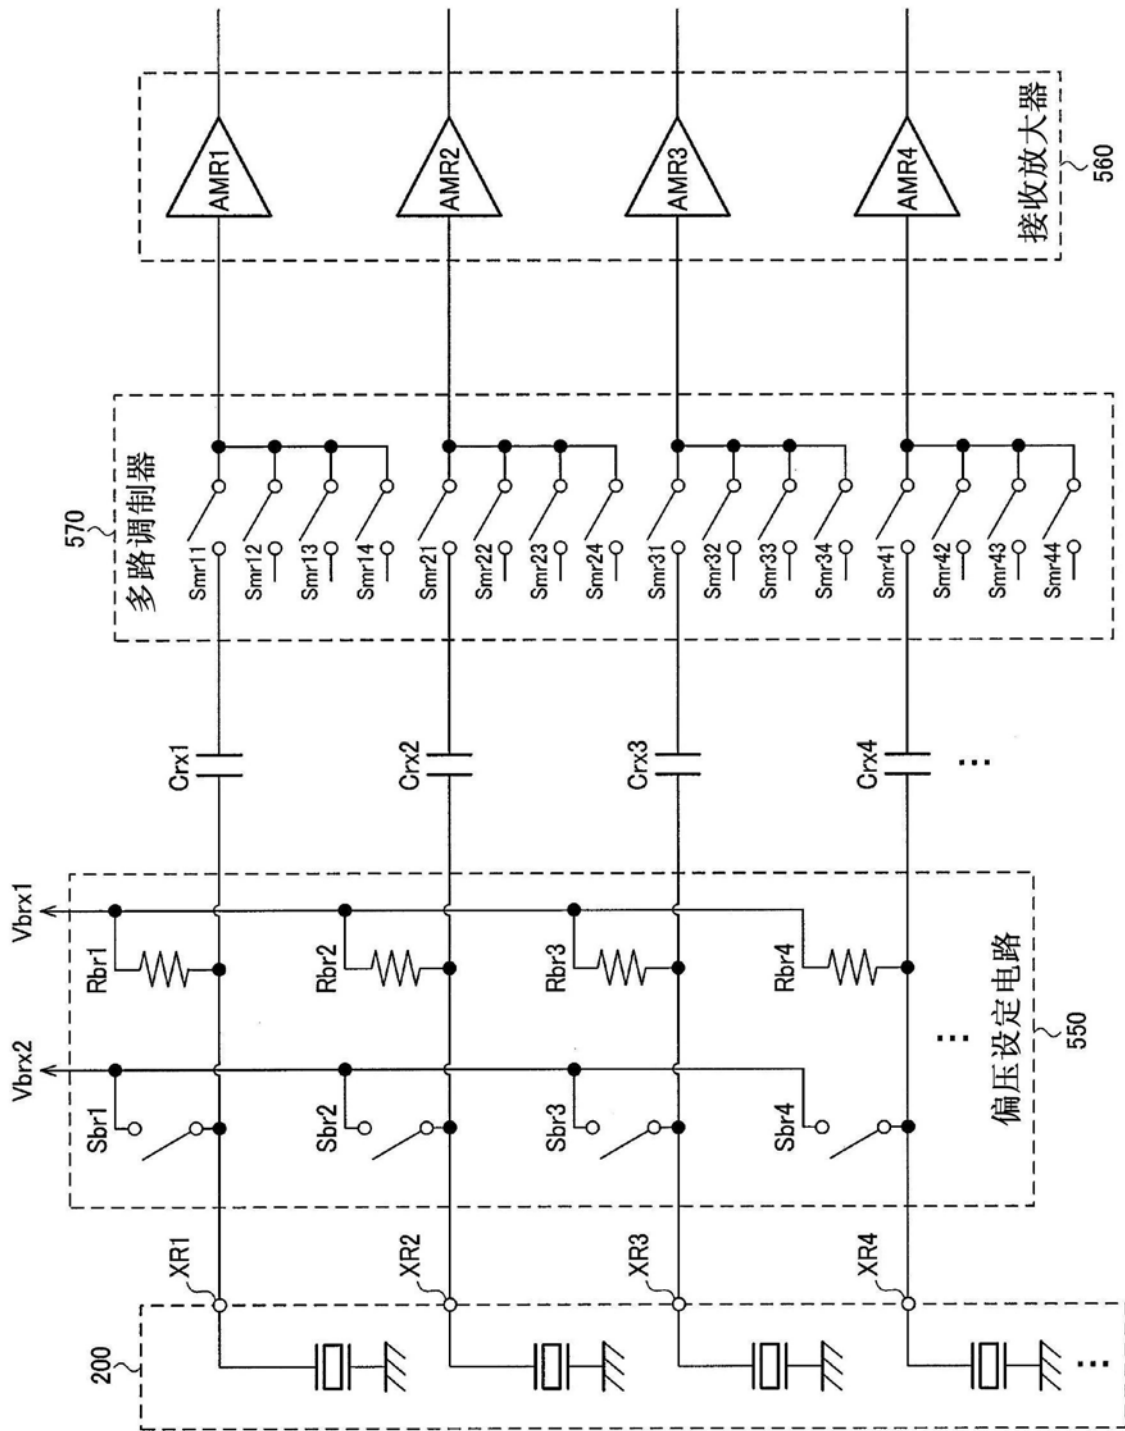 200
XR1
XR2
XR3
XR4
...
Vbrx2
Vbrx1
Sbr1
Rbr1
Sbr2
Rbr2
Sbr3
Rbr3
Sbr4
Rbr4
...
偏压设定电路
550
Crx1
Crx2
Crx3
Crx4
...
570
多路调制器
Smr11
Smr12
Smr13
Smr14
Smr21
Smr22
Smr23
Smr24
Smr31
Smr32
Smr33
Smr34
Smr41
Smr42
Smr43
Smr44
AMR1
AMR2
AMR3
AMR4
接收放大器
560